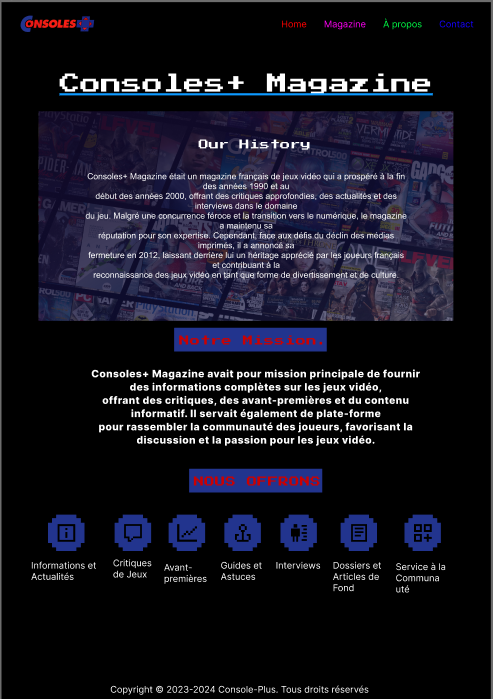 CONSOLES+
Home Magazine À propos Contact
Consoles+ Magazine
Our History
Consoles+ Magazine était un magazine français de jeux vidéo qui a prospéré à la fin
des années 1990 et au
début des années 2000, offrant des critiques approfondies, des actualités et des
interviews dans le domaine
du jeu. Malgré une concurrence féroce et la transition vers le numérique, le magazine
a maintenu sa
réputation pour son expertise. Cependant, face aux défis du déclin des médias
imprimés, il a annoncé sa
fermeture en 2012, laissant derrière lui un héritage apprécié par les joueurs français
et contribuant à la
reconnaissance des jeux vidéo en tant que forme de divertissement et de culture.
Notre Mission.
Consoles+ Magazine avait pour mission principale de fournir
des informations complètes sur les jeux vidéo,
offrant des critiques, des avant-premières et du contenu
informatif. Il servait également de plate-forme
pour rassembler la communauté des joueurs, favorisant la
discussion et la passion pour les jeux vidéo.
NOUS OFFRONS
Informations et
Actualités
Critiques
de Jeux
Avant-
premières
Guides et
Astuces
Interviews
Dossiers et
Articles de
Fond
Service à la
Communa
uté
Copyright © 2023-2024 Console-Plus. Tous droits réservés